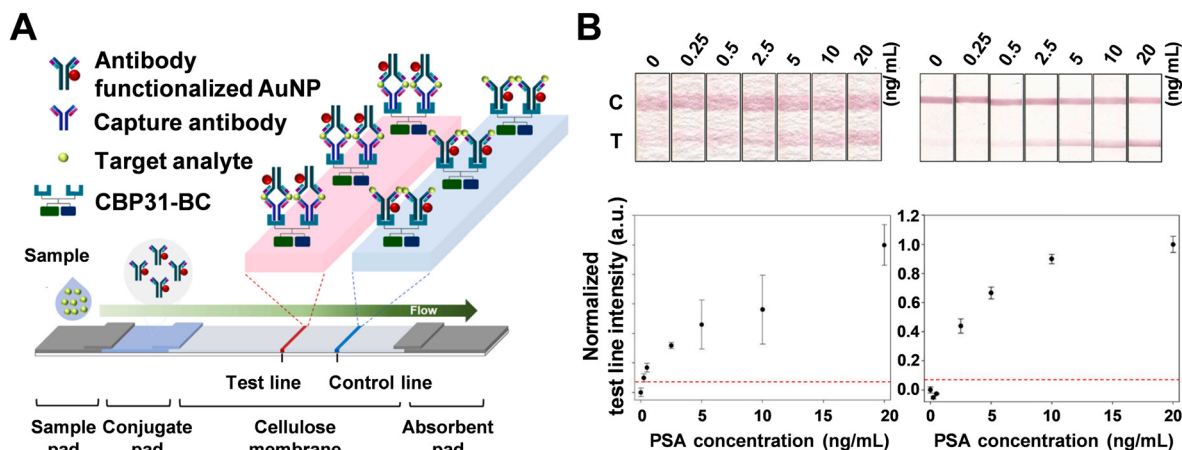 A
Antibody
functionalized AuNP
Capture antibody
Target analyte
CBP31-BC
Sample
Flow
Test line
Control line
Sample
pad
Conjugate
pad
Cellulose
membrane
Absorbent
pad
B
0 0.25 0.5 2.5 5 10 20 (ng/mL)
C
T
0 0.25 0.5 2.5 5 10 20 (ng/mL)
Normalized
test line intensity (a.u.)
0 5 10 20
PSA concentration (ng/mL)
1.2
1.0
0.8
0.6
0.4
0.2
0.0
0 5 10 15 20
PSA concentration (ng/mL)